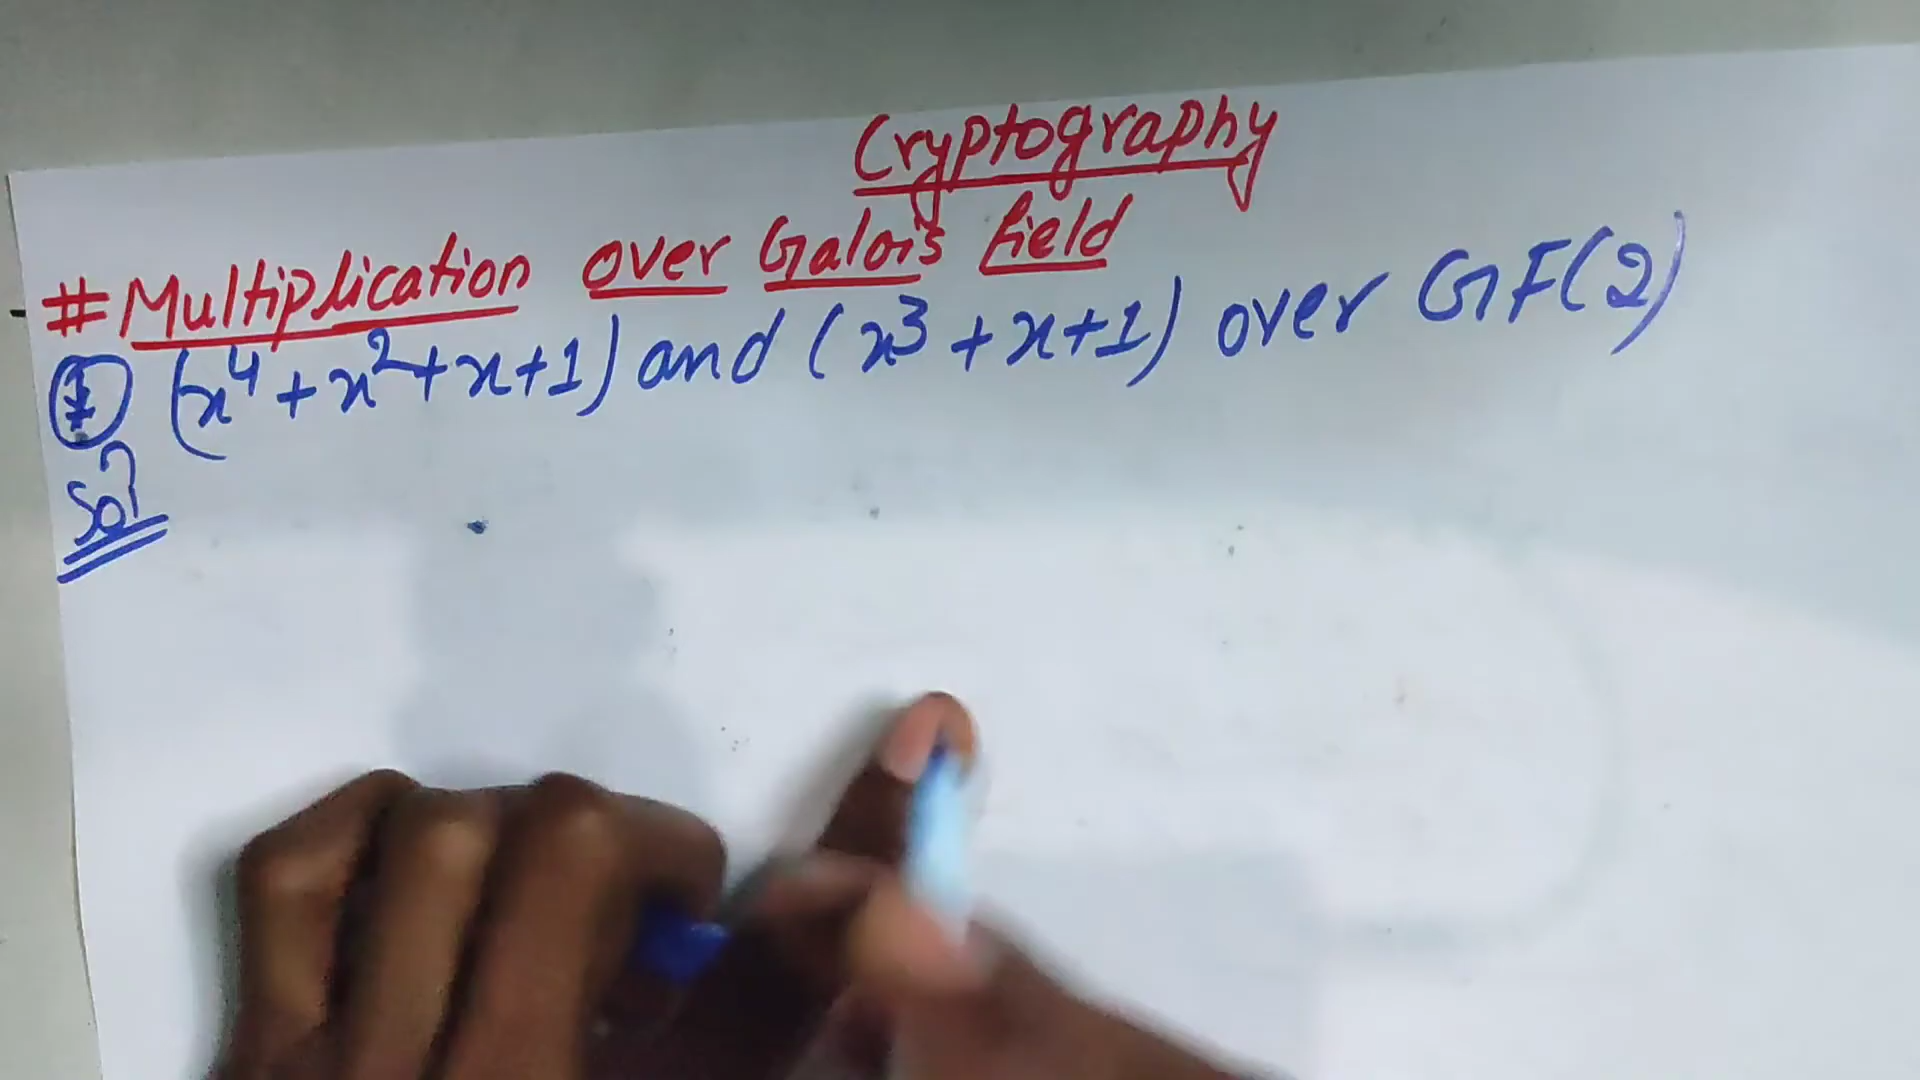 Cryptography
# Multiplication over Galois field
① (x⁴+x²+x+1) and (x³+x+1) over GF(2)
Sol